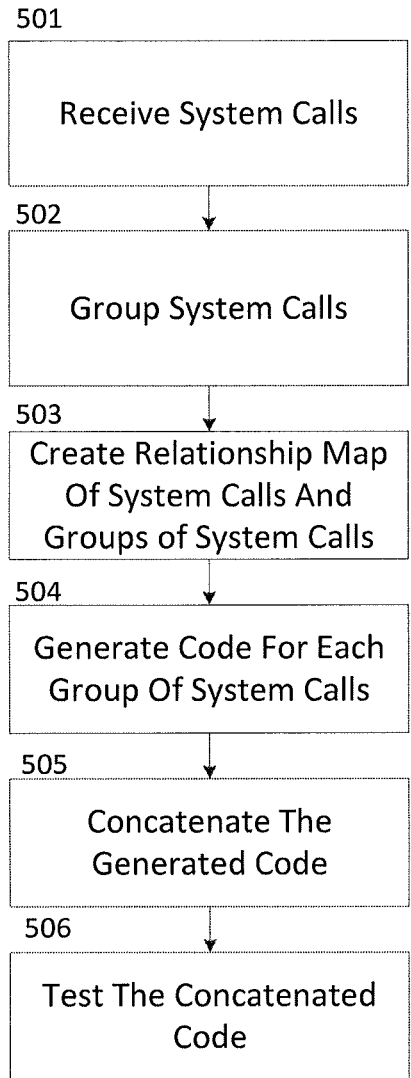 501
Receive System Calls
502
Group System Calls
503
Create Relationship Map
Of System Calls And
Groups of System Calls
504
Generate Code For Each
Group Of System Calls
505
Concatenate The
Generated Code
506
Test The Concatenated
Code